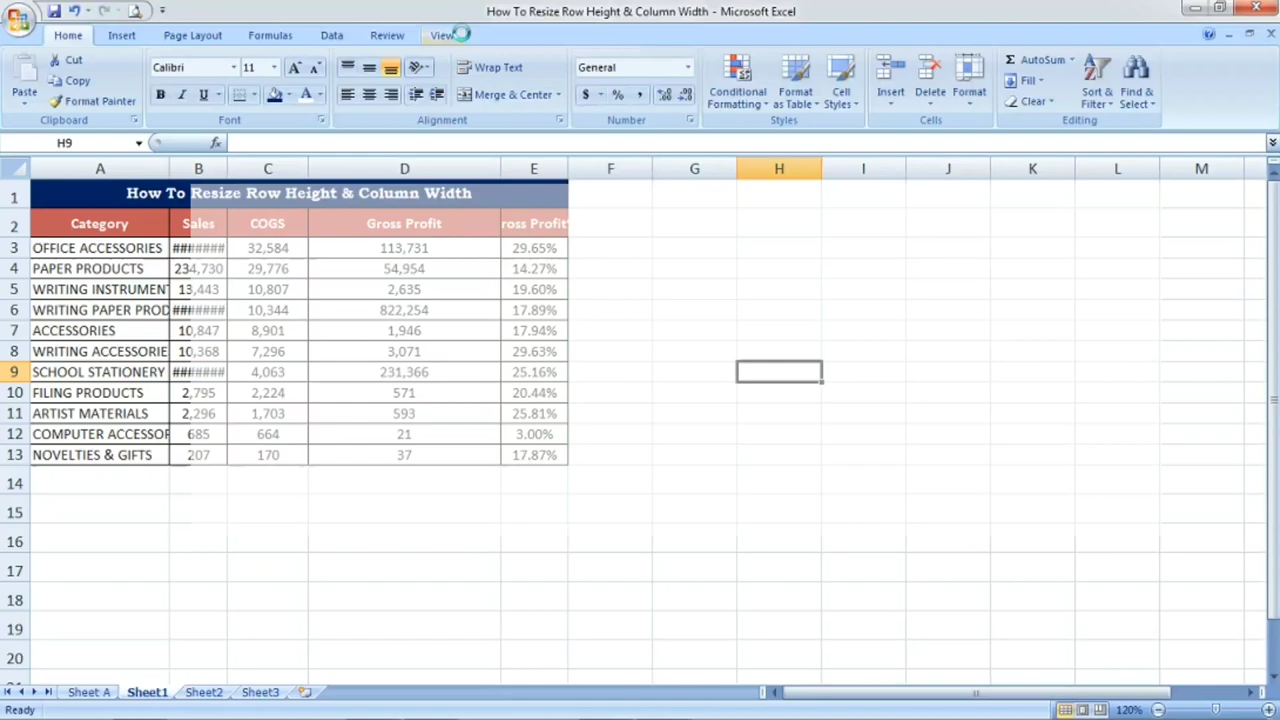 How To Resize Row Height & Column Width - Microsoft Excel
Home Insert Page Layout Formulas Data Review View
Paste Cut Copy Format Painter Clipboard
Calibri 11 B I U A Font
Wrap Text Merge & Center Alignment
General $ % , Number
Conditional Formatting Format as Table Cell Styles Styles
Insert Delete Format Cells
Σ AutoSum Fill Clear Sort & Filter Find & Select Editing
H9 fx
A B C D E F G H I J K L M
1 How To Resize Row Height & Column Width
2 Category Sales COGS Gross Profit ross Profit
3 OFFICE ACCESSORIES ####### 32,584 113,731 29.65%
4 PAPER PRODUCTS 234,730 29,776 54,954 14.27%
5 WRITING INSTRUMENT 13,443 10,807 2,635 19.60%
6 WRITING PAPER PROD ####### 10,344 822,254 17.89%
7 ACCESSORIES 10,847 8,901 1,946 17.94%
8 WRITING ACCESSORIE 10,368 7,296 3,071 29.63%
9 SCHOOL STATIONERY ####### 4,063 231,366 25.16%
10 FILING PRODUCTS 2,795 2,224 571 20.44%
11 ARTIST MATERIALS 2,296 1,703 593 25.81%
12 COMPUTER ACCESSOR 685 664 21 3.00%
13 NOVELTIES & GIFTS 207 170 37 17.87%
14
15
16
17
18
19
20
Sheet A Sheet1 Sheet2 Sheet3
Ready 120%